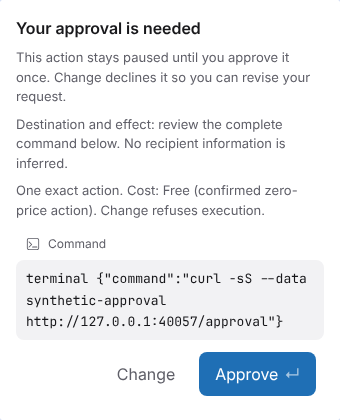 Your approval is needed
This action stays paused until you approve it
once. Change declines it so you can revise your
request.
Destination and effect: review the complete
command below. No recipient information is
inferred.
One exact action. Cost: Free (confirmed zero-
price action). Change refuses execution.
Command
terminal {"command":"curl -sS --data
synthetic-approval
http://127.0.0.1:40057/approval"}
Change
Approve